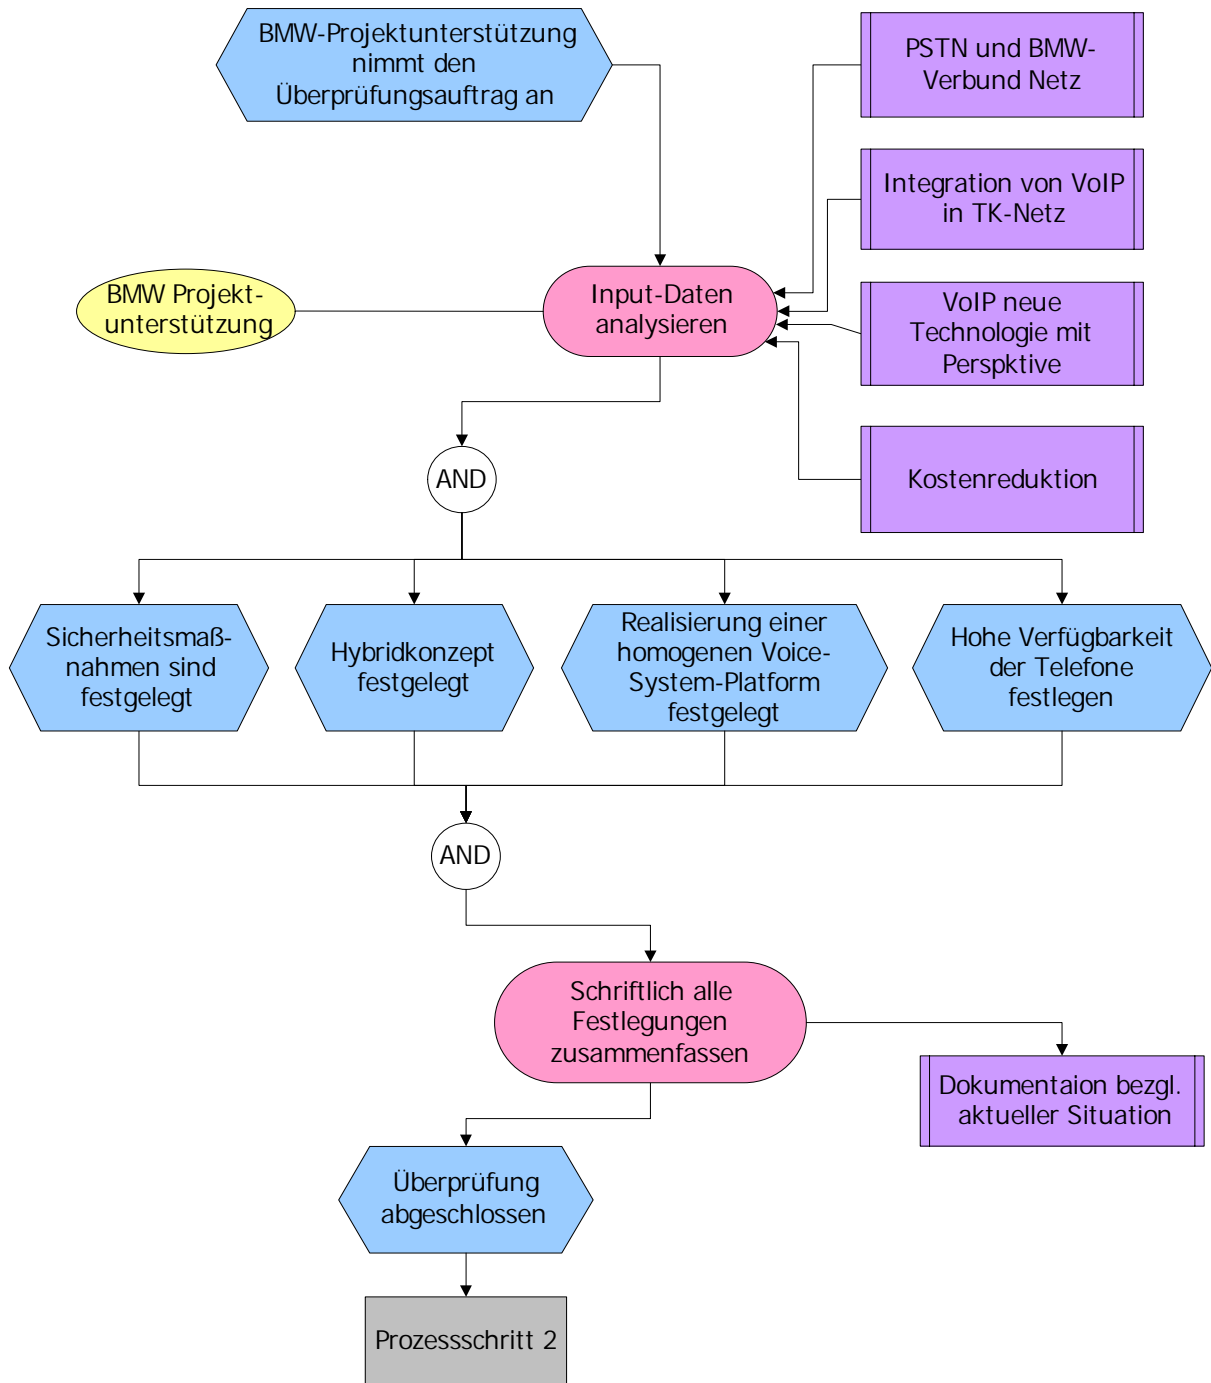 BMW-Projektunterstützung
nimmt den
Überprüfungsauftrag an
PSTN und BMW-
Verbund Netz
Integration von VoIP
in TK-Netz
BMW Projekt-
unterstützung
Input-Daten
analysieren
VoIP neue
Technologie mit
Perspktive
Kostenreduktion
AND
Sicherheitsmaß-
nahmen sind
festgelegt
Hybridkonzept
festgelegt
Realisierung einer
homogenen Voice-
System-Platform
festgelegt
Hohe Verfügbarkeit
der Telefone
festlegen
AND
Schriftlich alle
Festlegungen
zusammenfassen
Dokumentaion bezgl.
aktueller Situation
Überprüfung
abgeschlossen
Prozessschritt 2